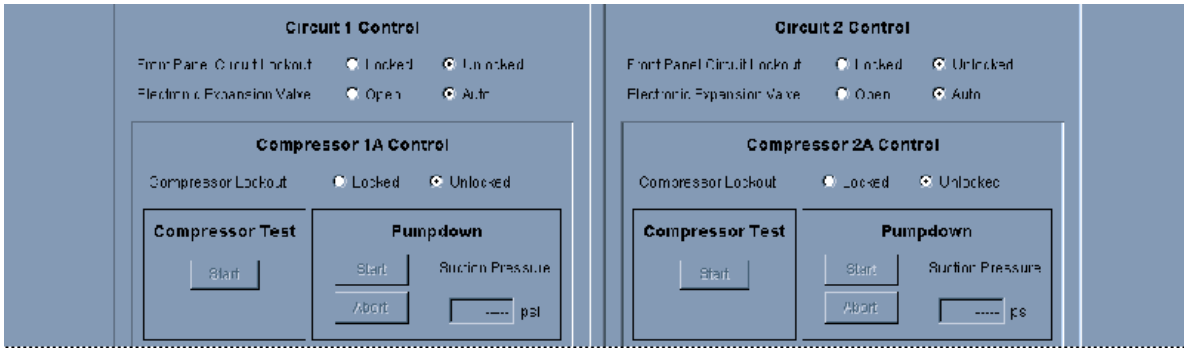 Circuit 1 Control
Front Panel Circuit Lockout Locked Unlocked
Electronic Expansion Valve Open Auto
Compressor 1A Control
Compressor Lockout Locked Unlocked
Compressor Test
Start
Pumpdown
Start Suction Pressure
Abort ----- psi
Circuit 2 Control
Front Panel Circuit Lockout Locked Unlocked
Electronic Expansion Valve Open Auto
Compressor 2A Control
Compressor Lockout Locked Unlocked
Compressor Test
Start
Pumpdown
Start Suction Pressure
Abort -----